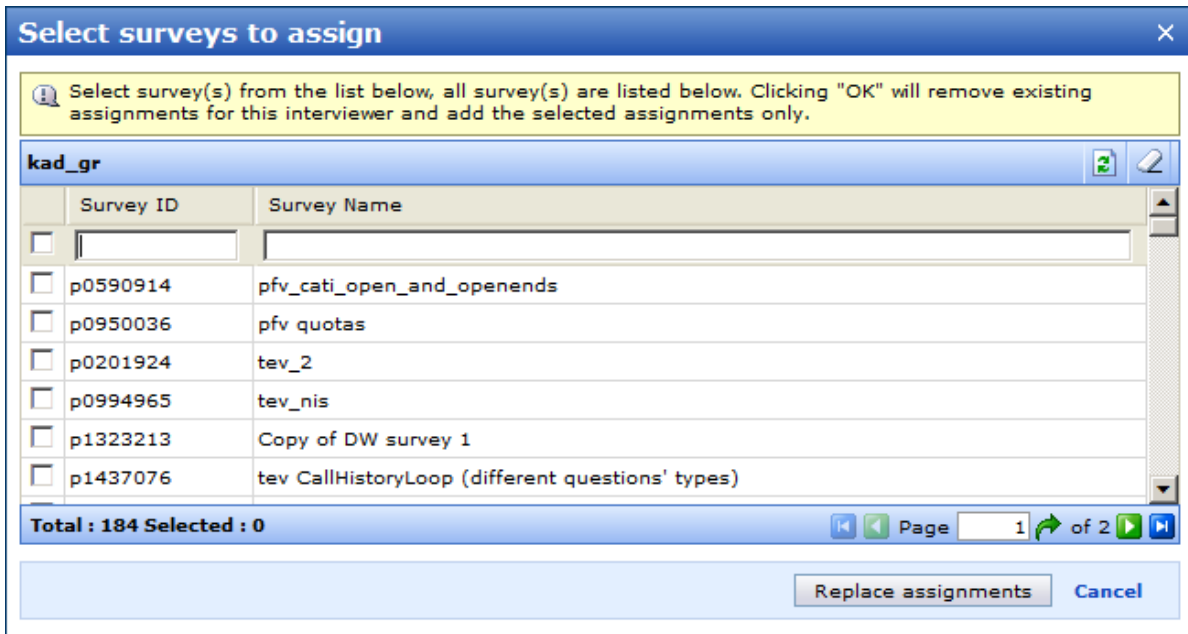 Select surveys to assign
Select survey(s) from the list below, all survey(s) are listed below. Clicking "OK" will remove existing
assignments for this interviewer and add the selected assignments only.
kad_gr
Survey ID Survey Name
p0590914 pfv_cati_open_and_openends
p0950036 pfv quotas
p0201924 tev_2
p0994965 tev_nis
p1323213 Copy of DW survey 1
p1437076 tev CallHistoryLoop (different questions' types)
Total : 184 Selected : 0 Page 1 of 2
Replace assignments Cancel